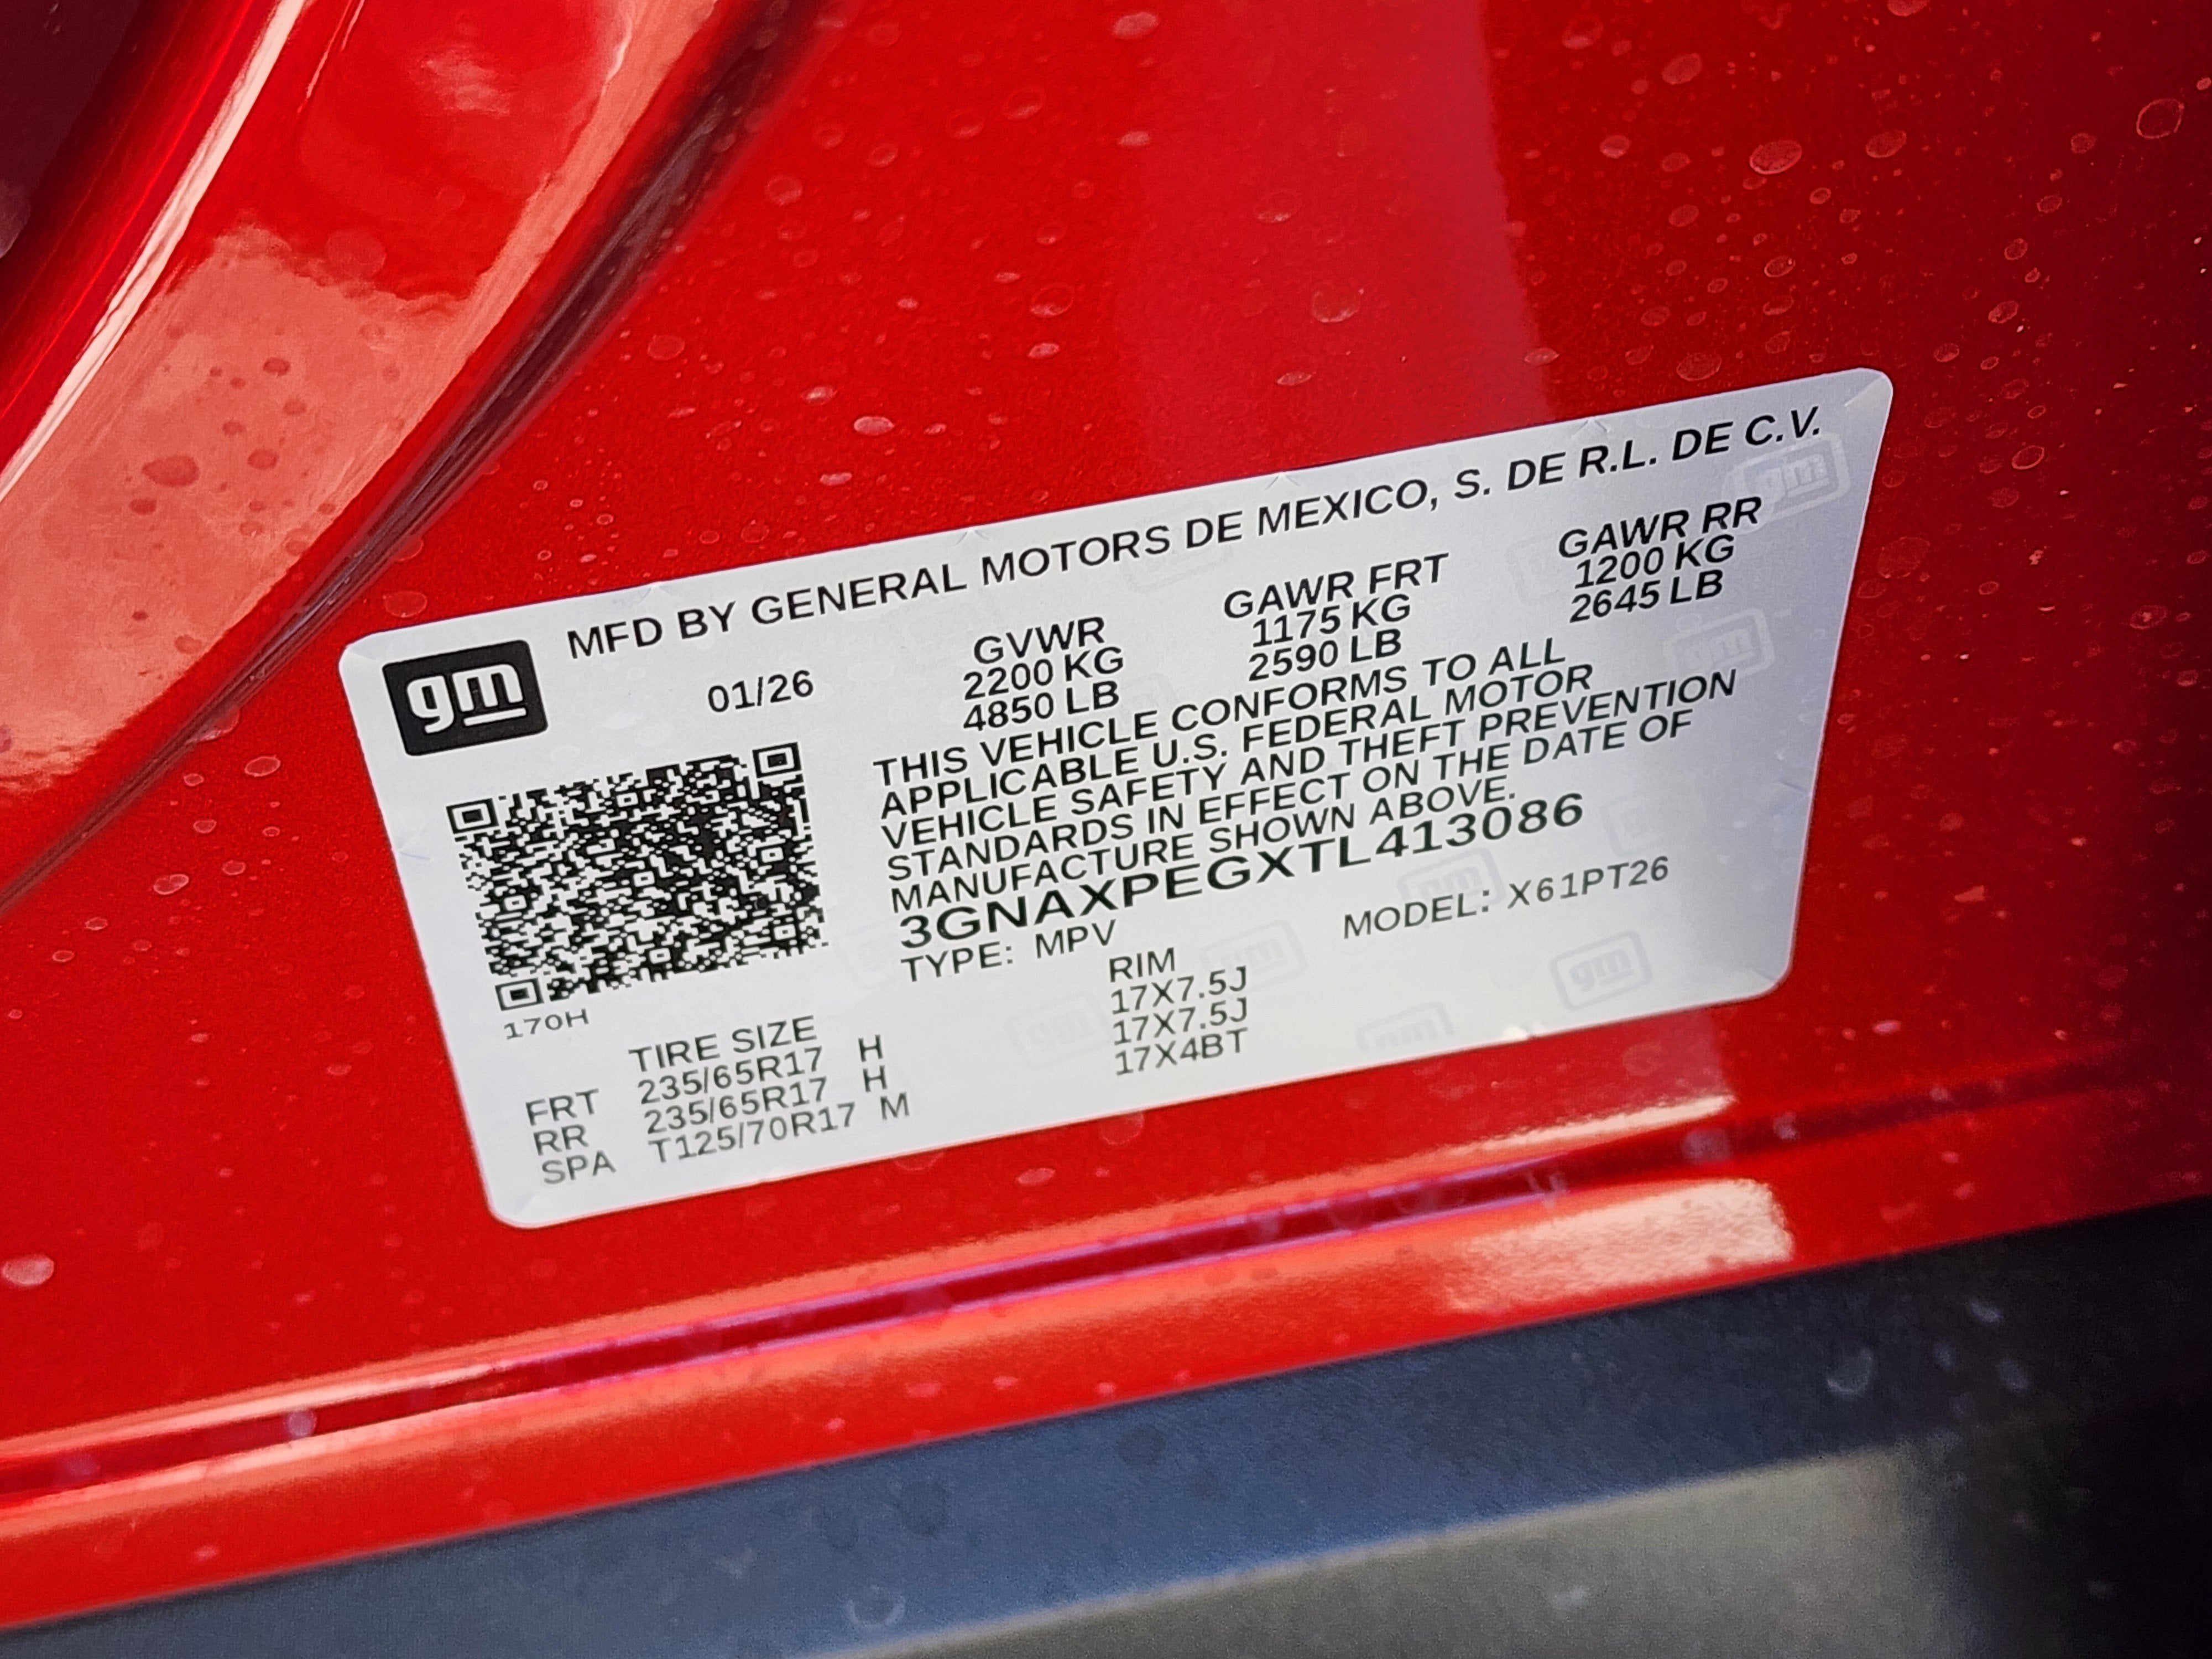 gm
MFD BY GENERAL MOTORS DE MEXICO, S. DE R.L. DE C.V.
01/26
GVWR GAWR FRT GAWR RR
2200 KG 1175 KG 1200 KG
4850 LB 2590 LB 2645 LB
THIS VEHICLE CONFORMS TO ALL
APPLICABLE U.S. FEDERAL MOTOR
VEHICLE SAFETY AND THEFT PREVENTION
STANDARDS IN EFFECT ON THE DATE OF
MANUFACTURE SHOWN ABOVE.
3GNAXPEGXTL413086
TYPE: MPV MODEL: X61PT26
170H
TIRE SIZE RIM
FRT 235/65R17 H 17X7.5J
RR 235/65R17 H 17X7.5J
SPA T125/70R17 M 17X4BT